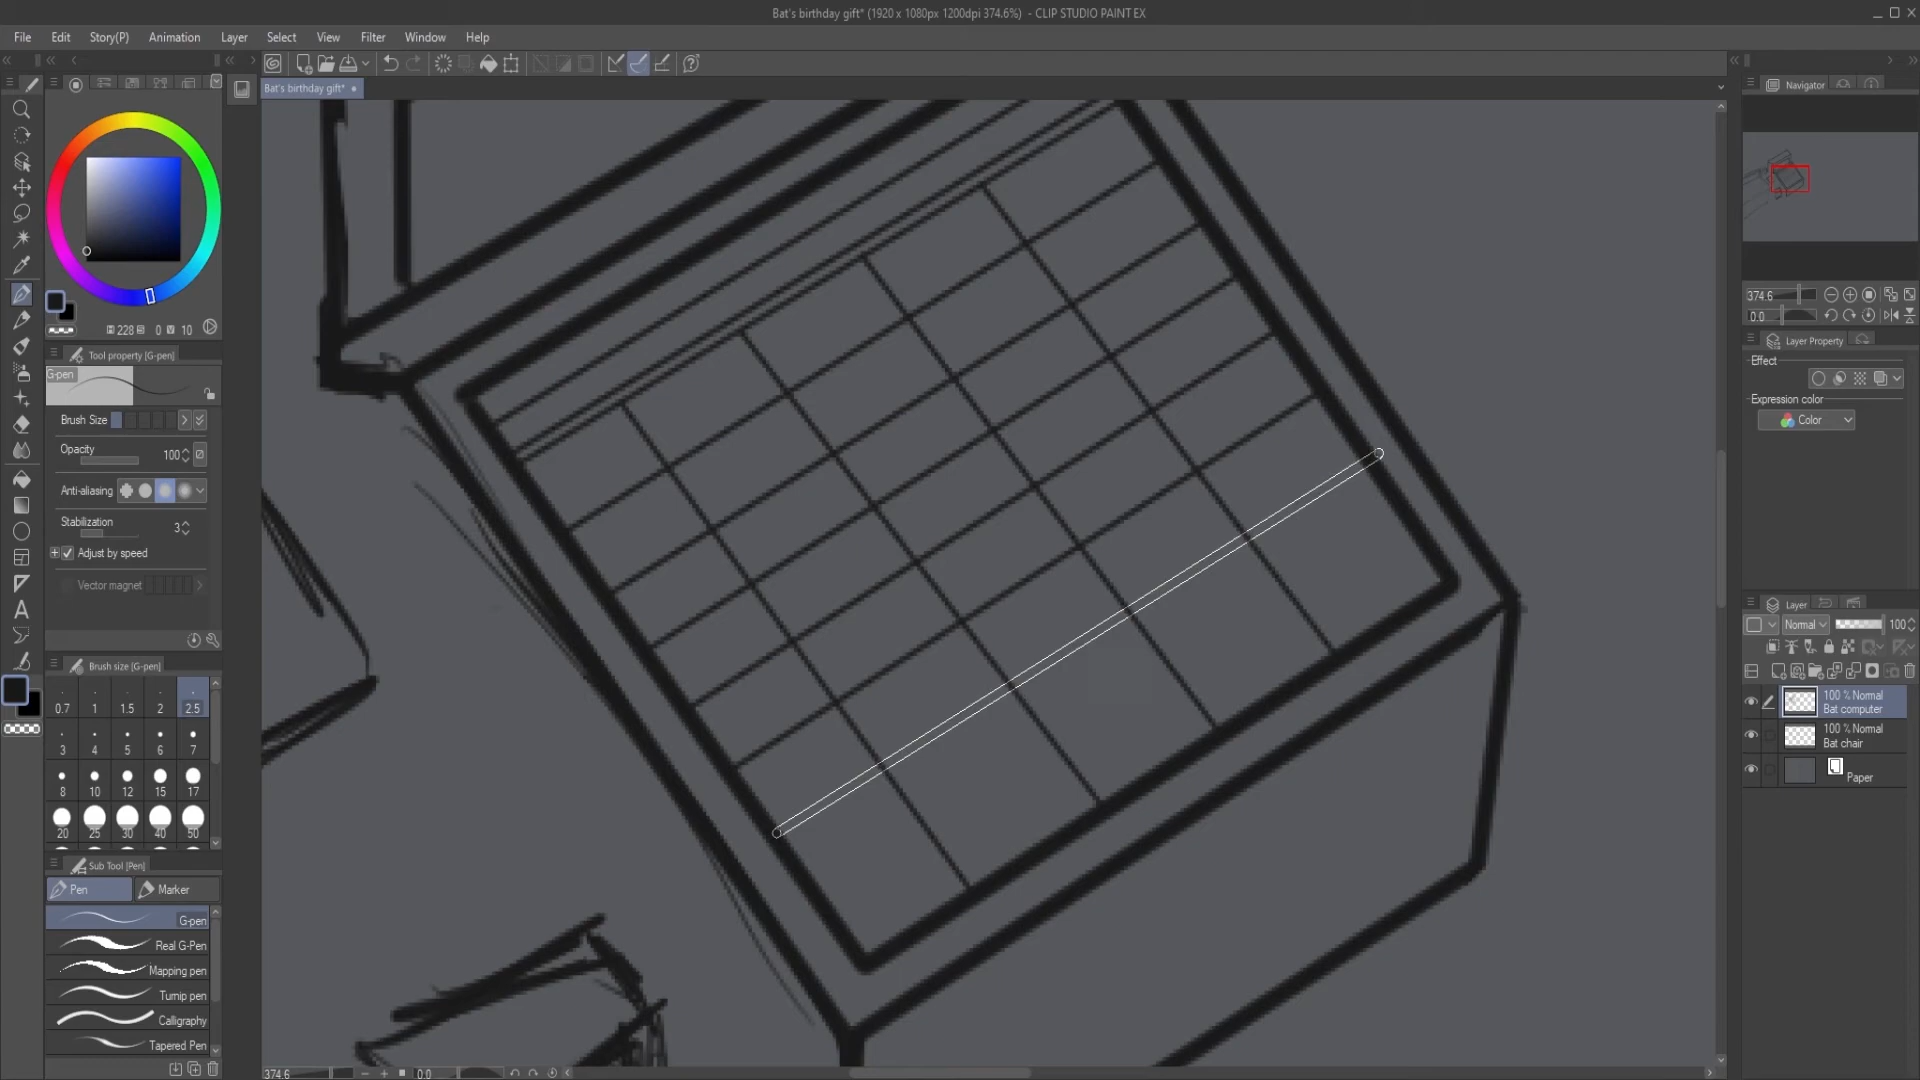 Bat's birthday gift* (1920 x 1080px 1200dpi 374.6%) - CLIP STUDIO PAINT EX
File Edit Story(P) Animation Layer Select View Filter Window Help
Bat's birthday gift*
Navigator
228 0 V 10
374.6
0.0
Tool property [G-pen]
Layer Property
G-pen
Effect
Expression color
Brush Size
Color
Opacity 100
Anti-aliasing
Stabilization
3
Adjust by speed
Vector magnet
Layer
Normal 100
Brush size [G-pen]
0.7 1 1.5 2 2.5
3 4 5 6 7
8 10 12 15 17
20 25 30 40 50
100 % Normal
Bat computer
100 % Normal
Bat chair
Paper
Sub Tool [Pen]
Pen Marker
G-pen
Real G-Pen
Mapping pen
Turnip pen
Calligraphy
Tapered Pen
374.6 0.0